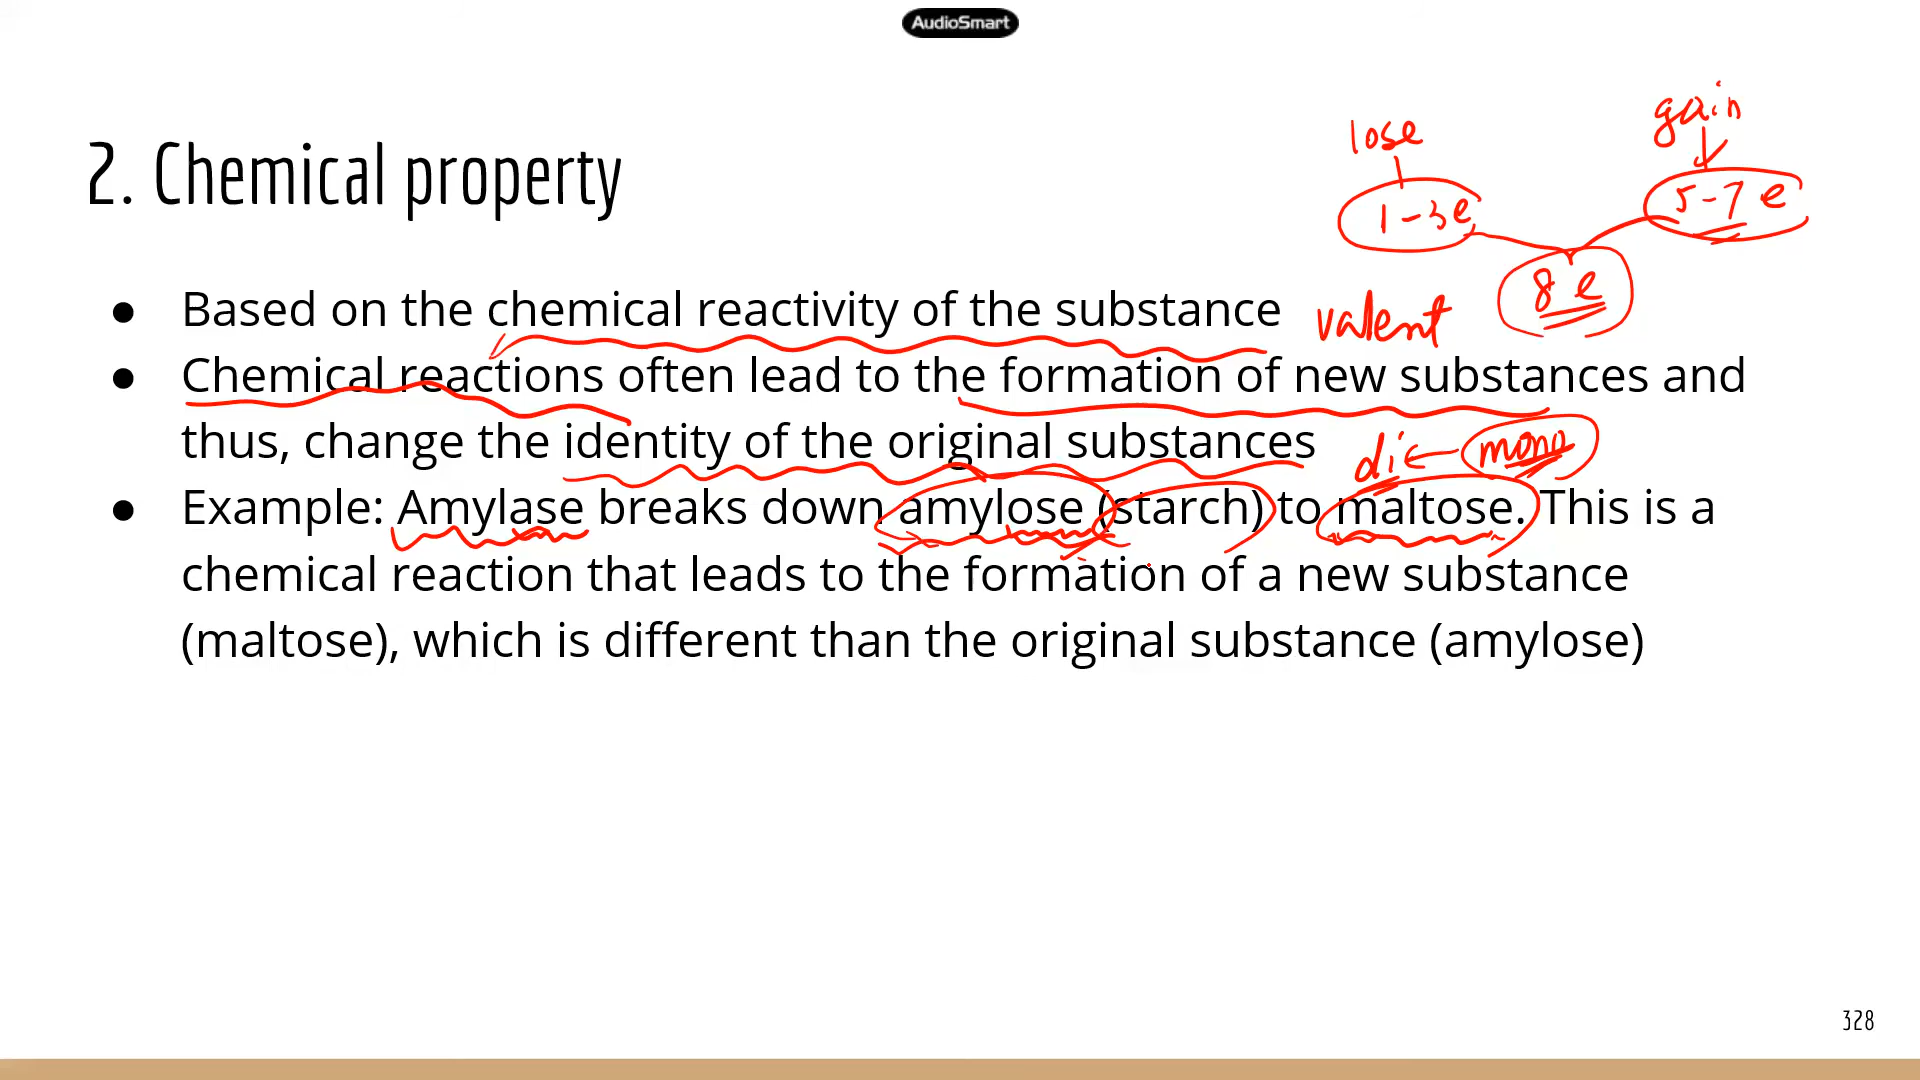 AudioSmart
gain
lose
2. Chemical property
5-7 e
1-3e
8 e
● Based on the chemical reactivity of the substance
valent
● Chemical reactions often lead to the formation of new substances and
thus, change the identity of the original substances
di ← mono
● Example: Amylase breaks down amylose (starch) to maltose. This is a
chemical reaction that leads to the formation of a new substance
(maltose), which is different than the original substance (amylose)
328